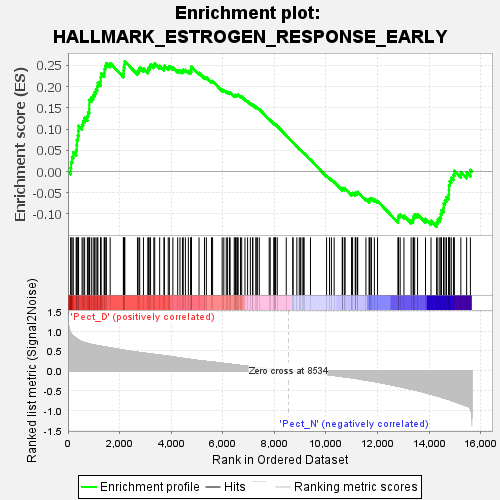 Enrichment plot:
HALLMARK_ESTROGEN_RESPONSE_EARLY
Enrichment score (ES)
0.25
0.20
0.15
0.10
0.05
0.00
-0.05
-0.10
Ranked list metric (Signal2Noise)
1.5
1.0
0.5
0.0
-0.5
-1.0
-1.5
'Pect_D' (positively correlated)
Zero cross at 8534
'Pect_N' (negatively correlated)
0 2,000 4,000 6,000 8,000 10,000 12,000 14,000 16,000
Rank in Ordered Dataset
Enrichment profile Hits Ranking metric scores